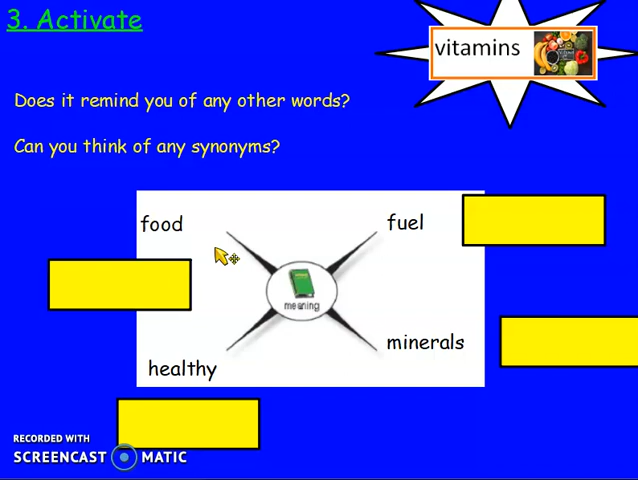 3. Activate
vitamins
Does it remind you of any other words?
Can you think of any synonyms?
food
fuel
meaning
minerals
healthy
RECORDED WITH
SCREENCAST MATIC